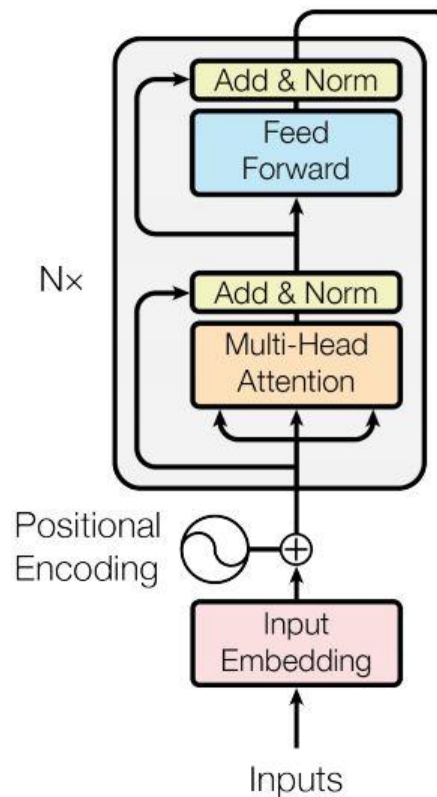 Add & Norm
Feed
Forward
Nx
Add & Norm
Multi-Head
Attention
Positional
Encoding
Input
Embedding
Inputs